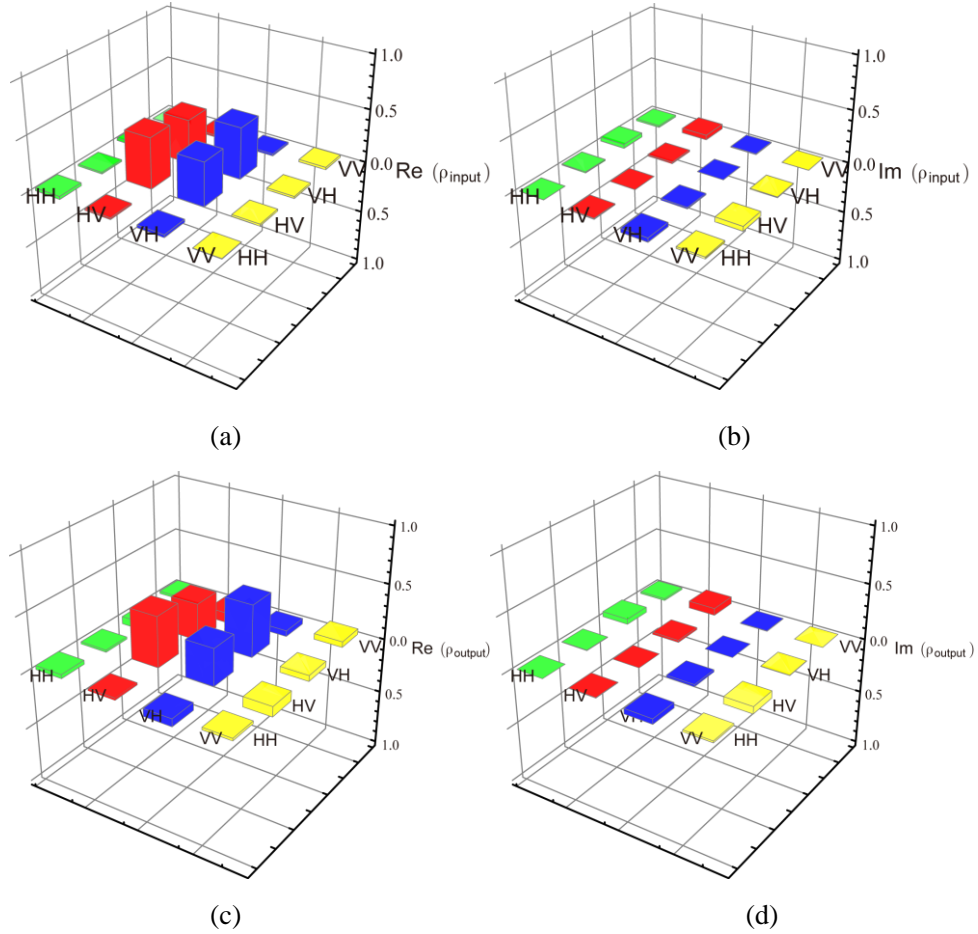 1.0
0.5
0.0
0.5
1.0
Re (ρinput)
HH
HV
VH
VV
HH
HV
VH
VV
(a)
1.0
0.5
0.0
0.5
1.0
Im (ρinput)
HH
HV
VH
VV
HH
HV
VH
VV
(b)
1.0
0.5
0.0
0.5
1.0
Re (ρoutput)
HH
HV
VH
VV
HH
HV
VH
VV
(c)
1.0
0.5
0.0
0.5
1.0
Im (ρoutput)
HH
HV
VH
VV
HH
HV
VH
VV
(d)